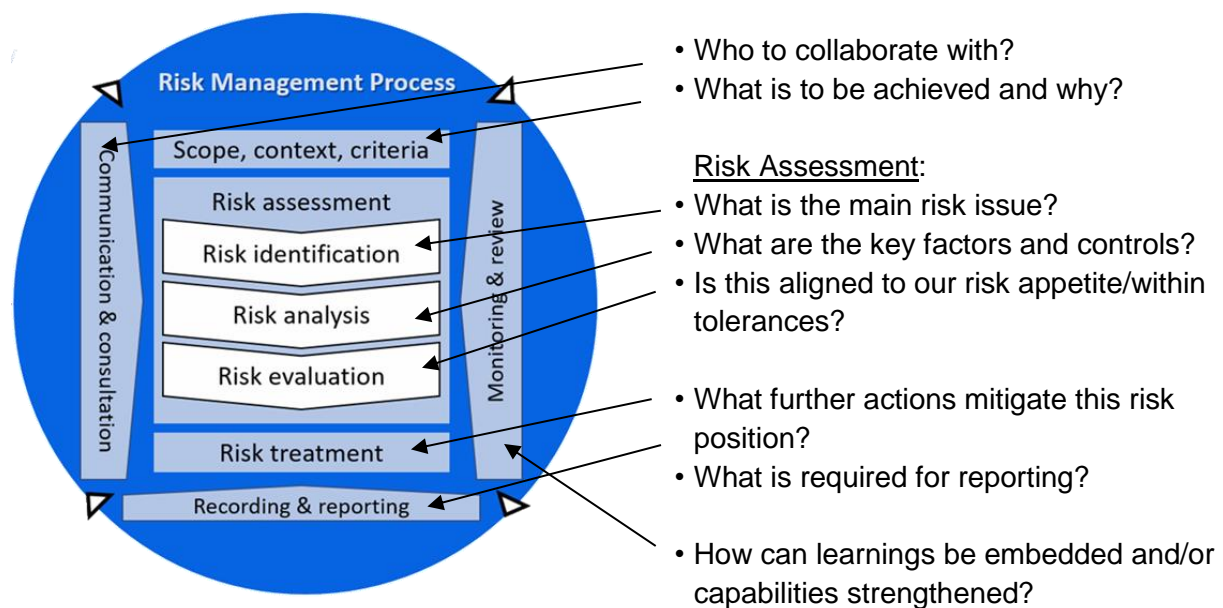 Risk Management Process
Communication & consultation
Scope, context, criteria
Risk assessment
Risk identification
Risk analysis
Risk evaluation
Risk treatment
Recording & reporting
Monitoring & review
• Who to collaborate with?
• What is to be achieved and why?
Risk Assessment:
• What is the main risk issue?
• What are the key factors and controls?
• Is this aligned to our risk appetite/within
tolerances?
• What further actions mitigate this risk
position?
• What is required for reporting?
• How can learnings be embedded and/or
capabilities strengthened?